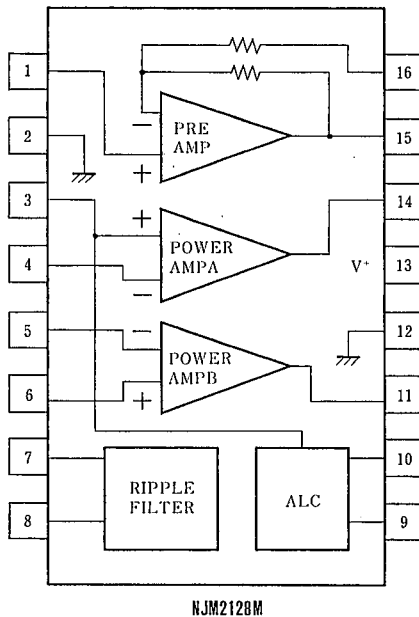 1
16
2
PRE
AMP
15
−
+
3
14
+
POWER
AMPA
−
4
V+
13
5
12
−
POWER
AMPB
+
6
11
7
RIPPLE
FILTER
ALC
10
8
9
NJM2128M